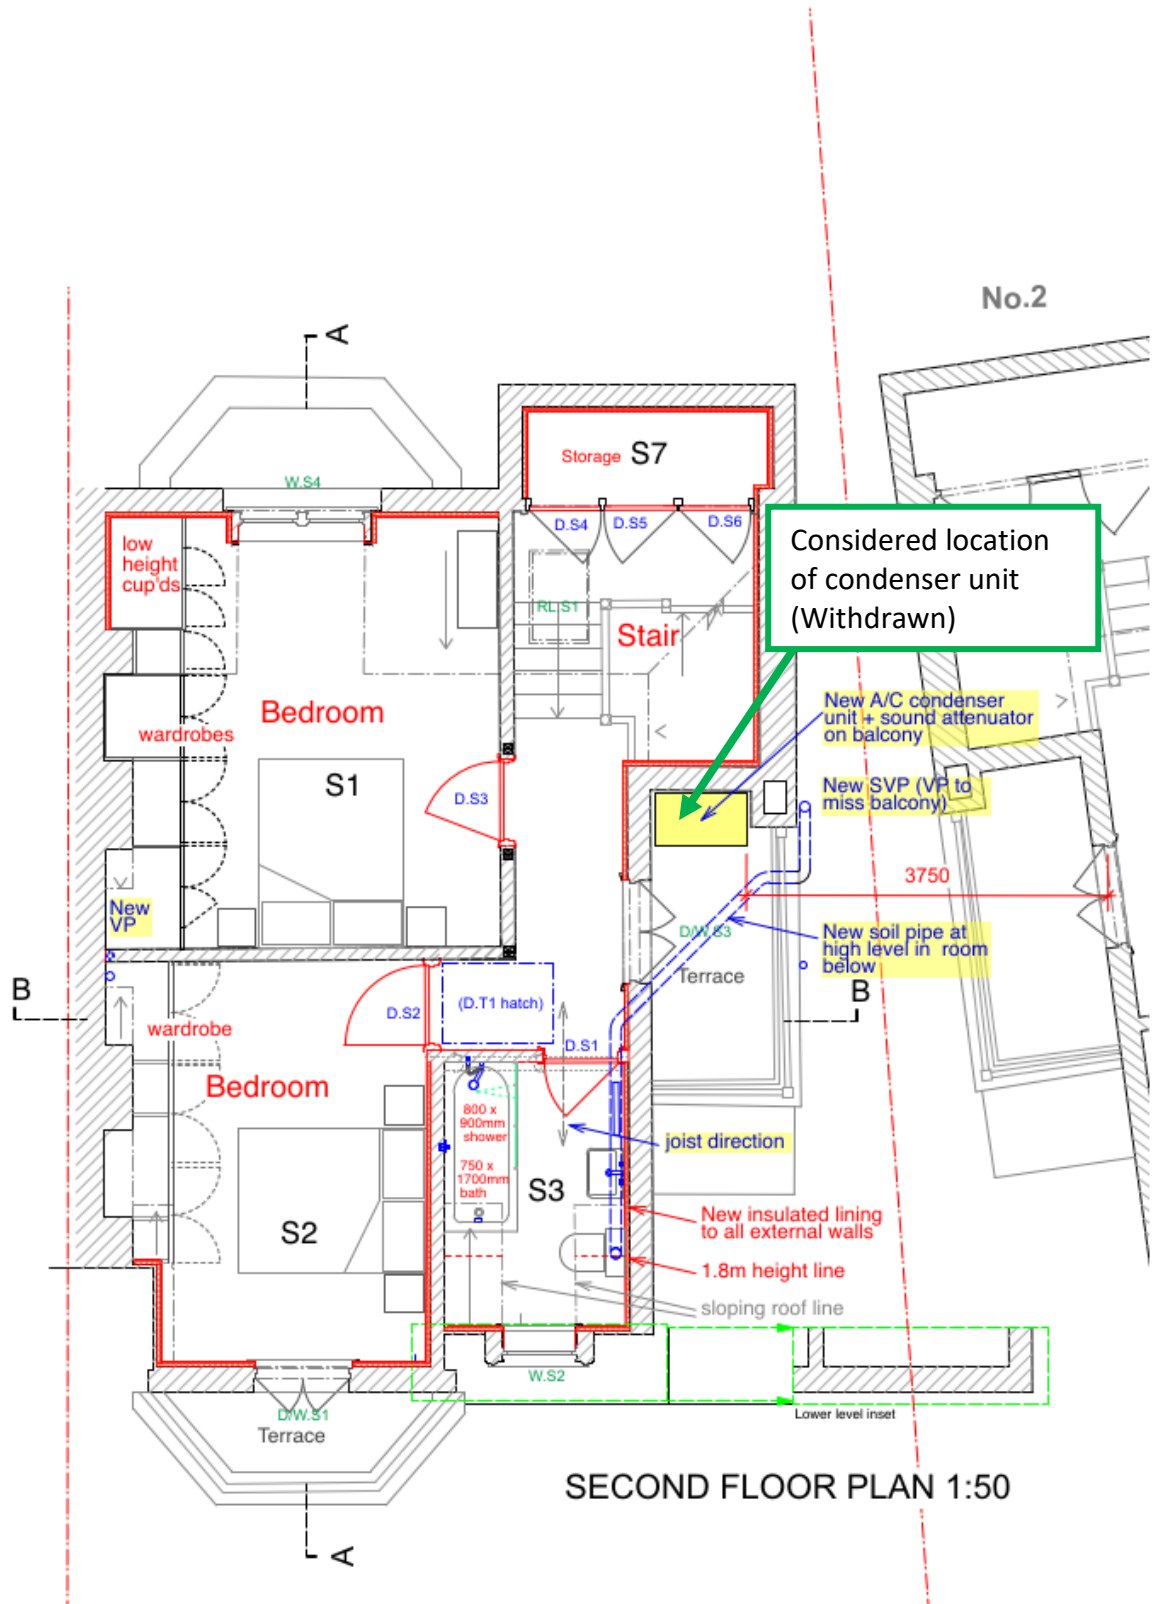 No.2
A
W.S4
Storage S7
D.S4
D.S5
D.S6
low
height
cup'ds
RL.S1
Stair
Considered location
of condenser unit
(Withdrawn)
New A/C condenser
unit + sound attenuator
on balcony
Bedroom
wardrobes
S1
D.S3
New SVP (VP to
miss balcony)
3750
New
VP
D/W.S3
New soil pipe at
high level in room
below
Terrace
B
B
(D.T1 hatch)
D.S2
D.S1
wardrobe
Bedroom
800 x
900mm
shower
750 x
1700mm
bath
joist direction
S3
S2
New insulated lining
to all external walls
1.8m height line
sloping roof line
W.S2
D/W.S1
Terrace
Lower level inset
SECOND FLOOR PLAN 1:50
A